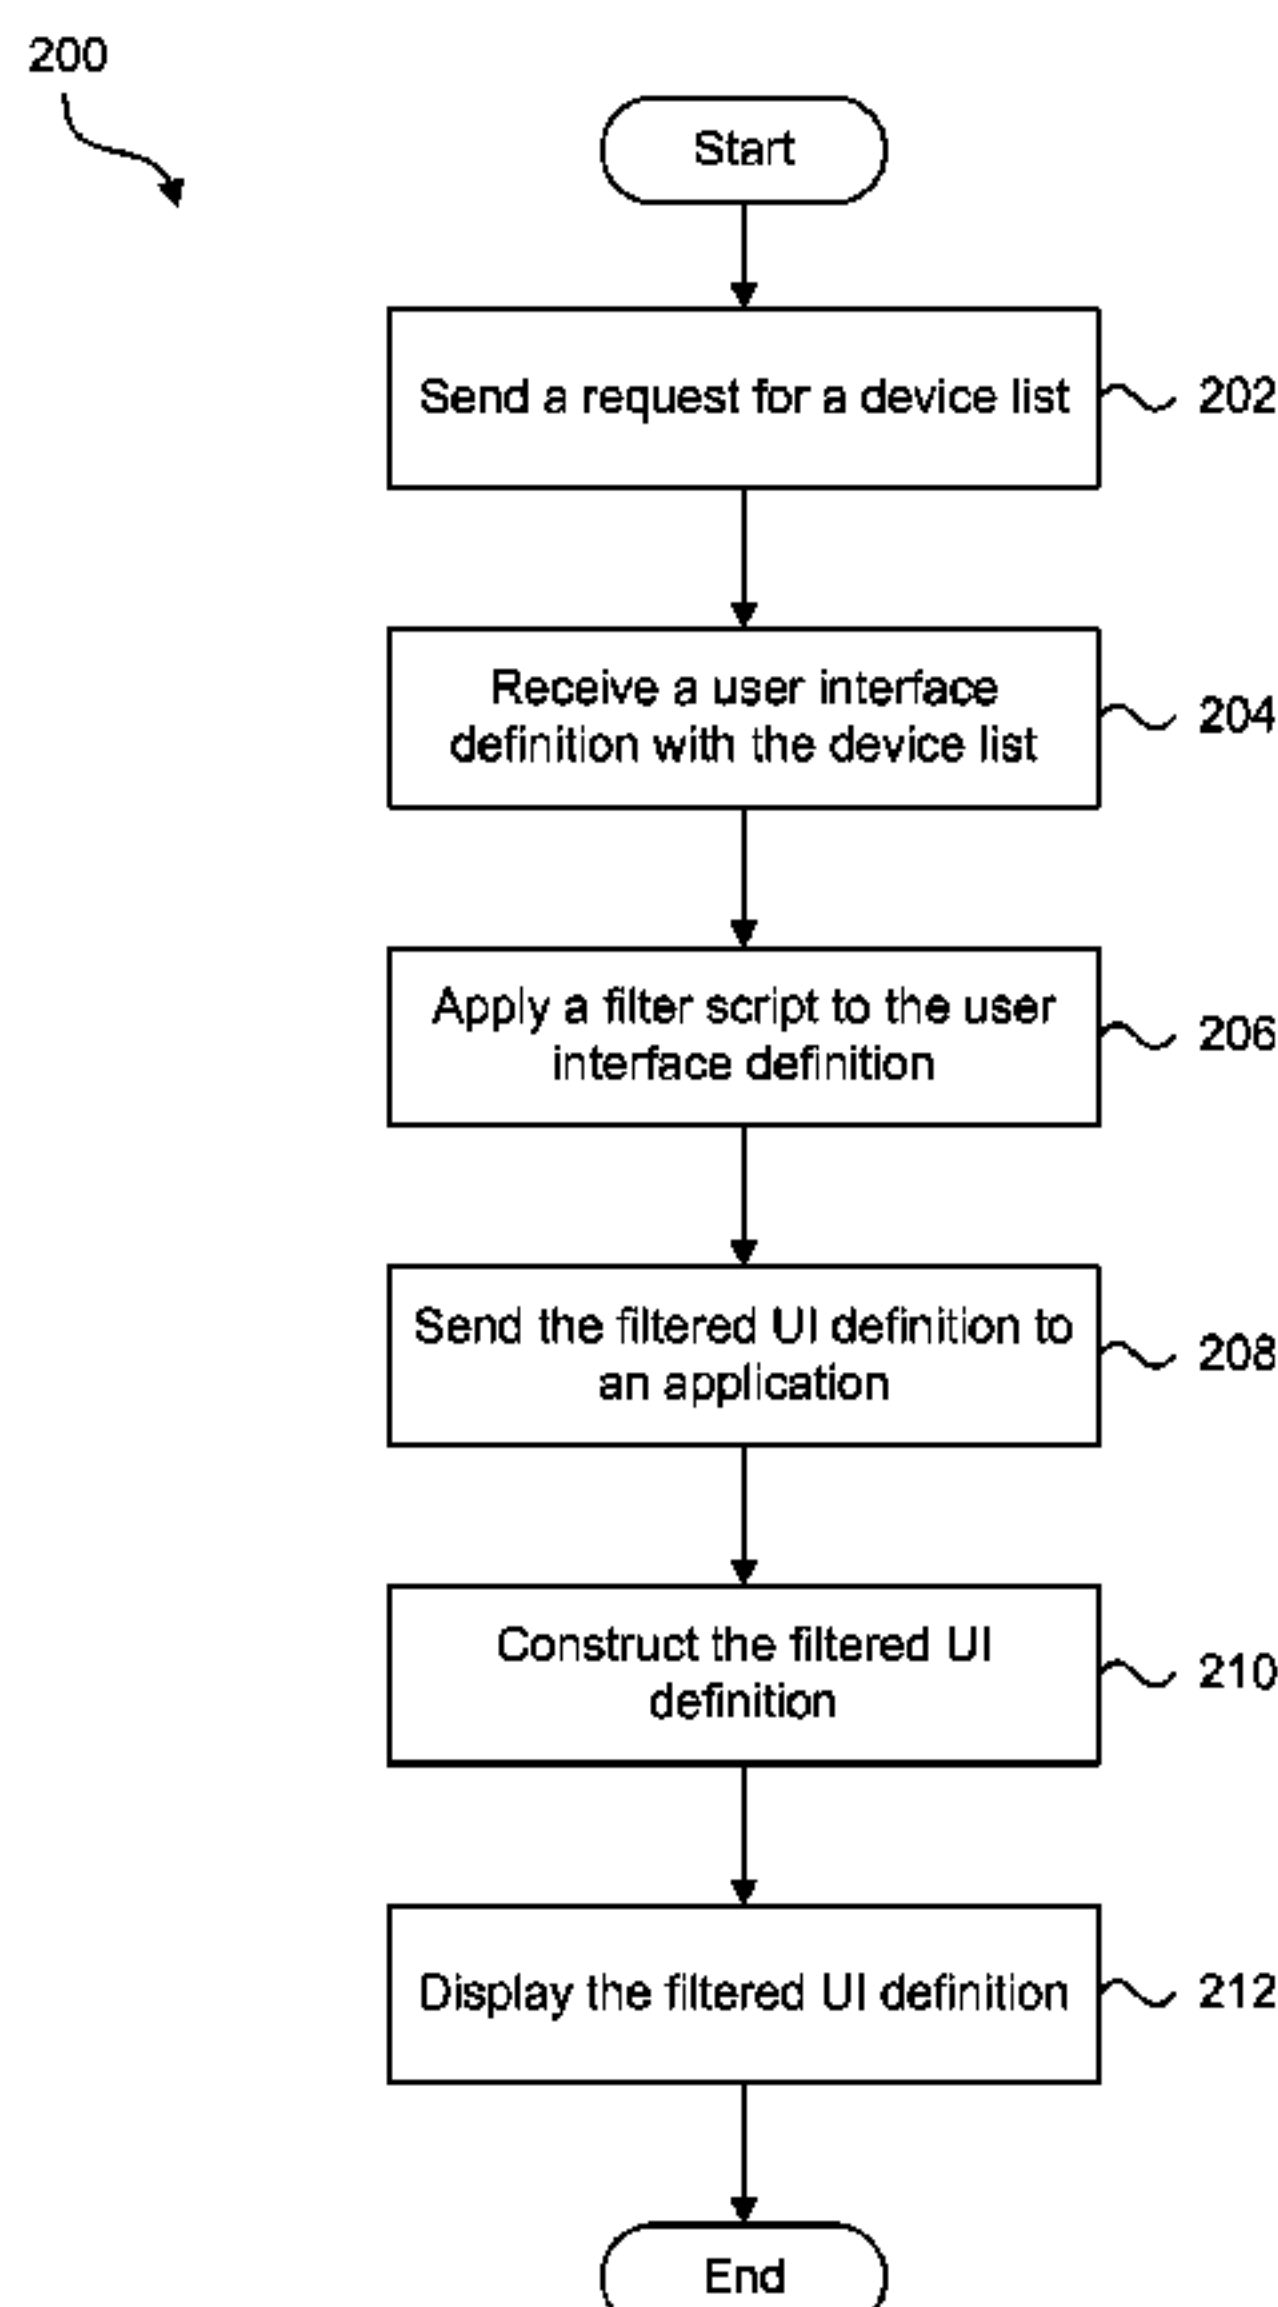 200
Start
Send a request for a device list
202
Receive a user interface
definition with the device list
204
Apply a filter script to the user
interface definition
206
Send the filtered UI definition to
an application
208
Construct the filtered UI
definition
210
Display the filtered UI definition
212
End